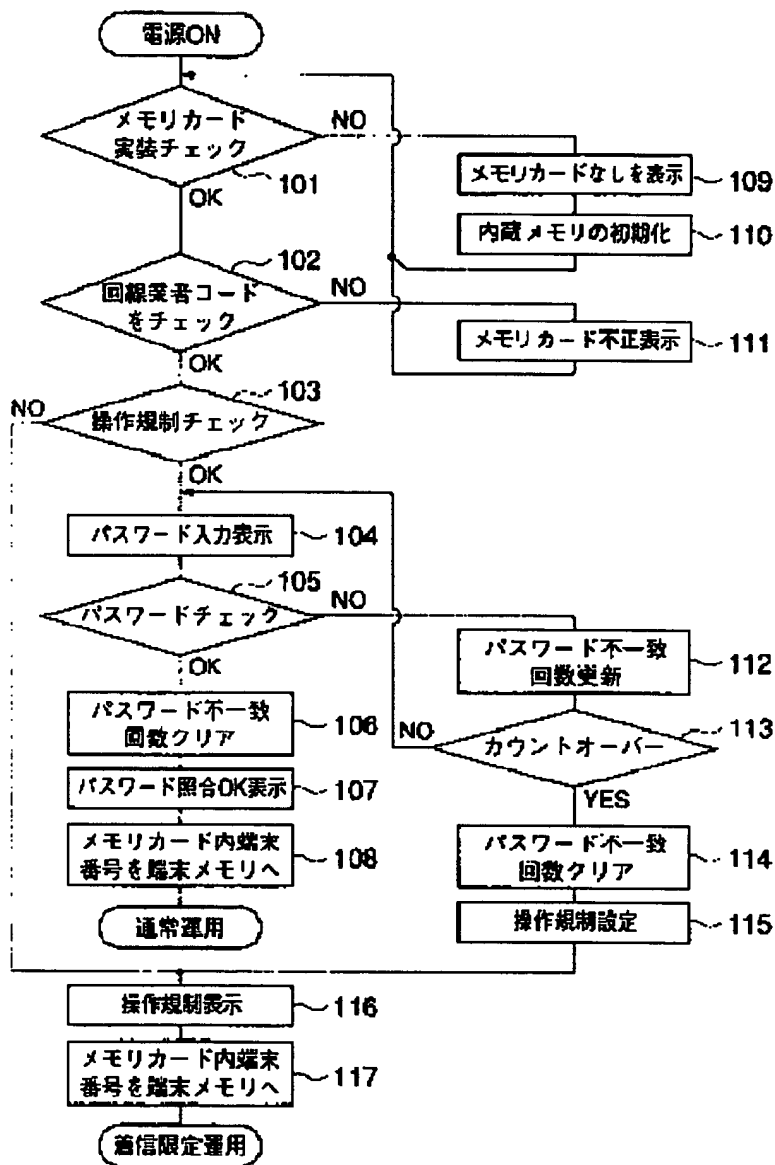 電源ON
メモリカード
実装チェック
NO
101
OK
メモリカードなしを表示
109
内蔵メモリの初期化
110
102
回線業者コード
をチェック
NO
OK
メモリカード不正表示
111
103
NO
操作規制チェック
OK
パスワード入力表示
104
105
パスワードチェック
NO
OK
パスワード不一致
回数更新
112
パスワード不一致
回数クリア
106
NO
カウントオーバー
113
YES
パスワード照合OK表示
107
メモリカード内端末
番号を端末メモリへ
108
パスワード不一致
回数クリア
114
通常運用
操作規制設定
115
操作規制表示
116
メモリカード内端末
番号を端末メモリへ
117
着信限定運用